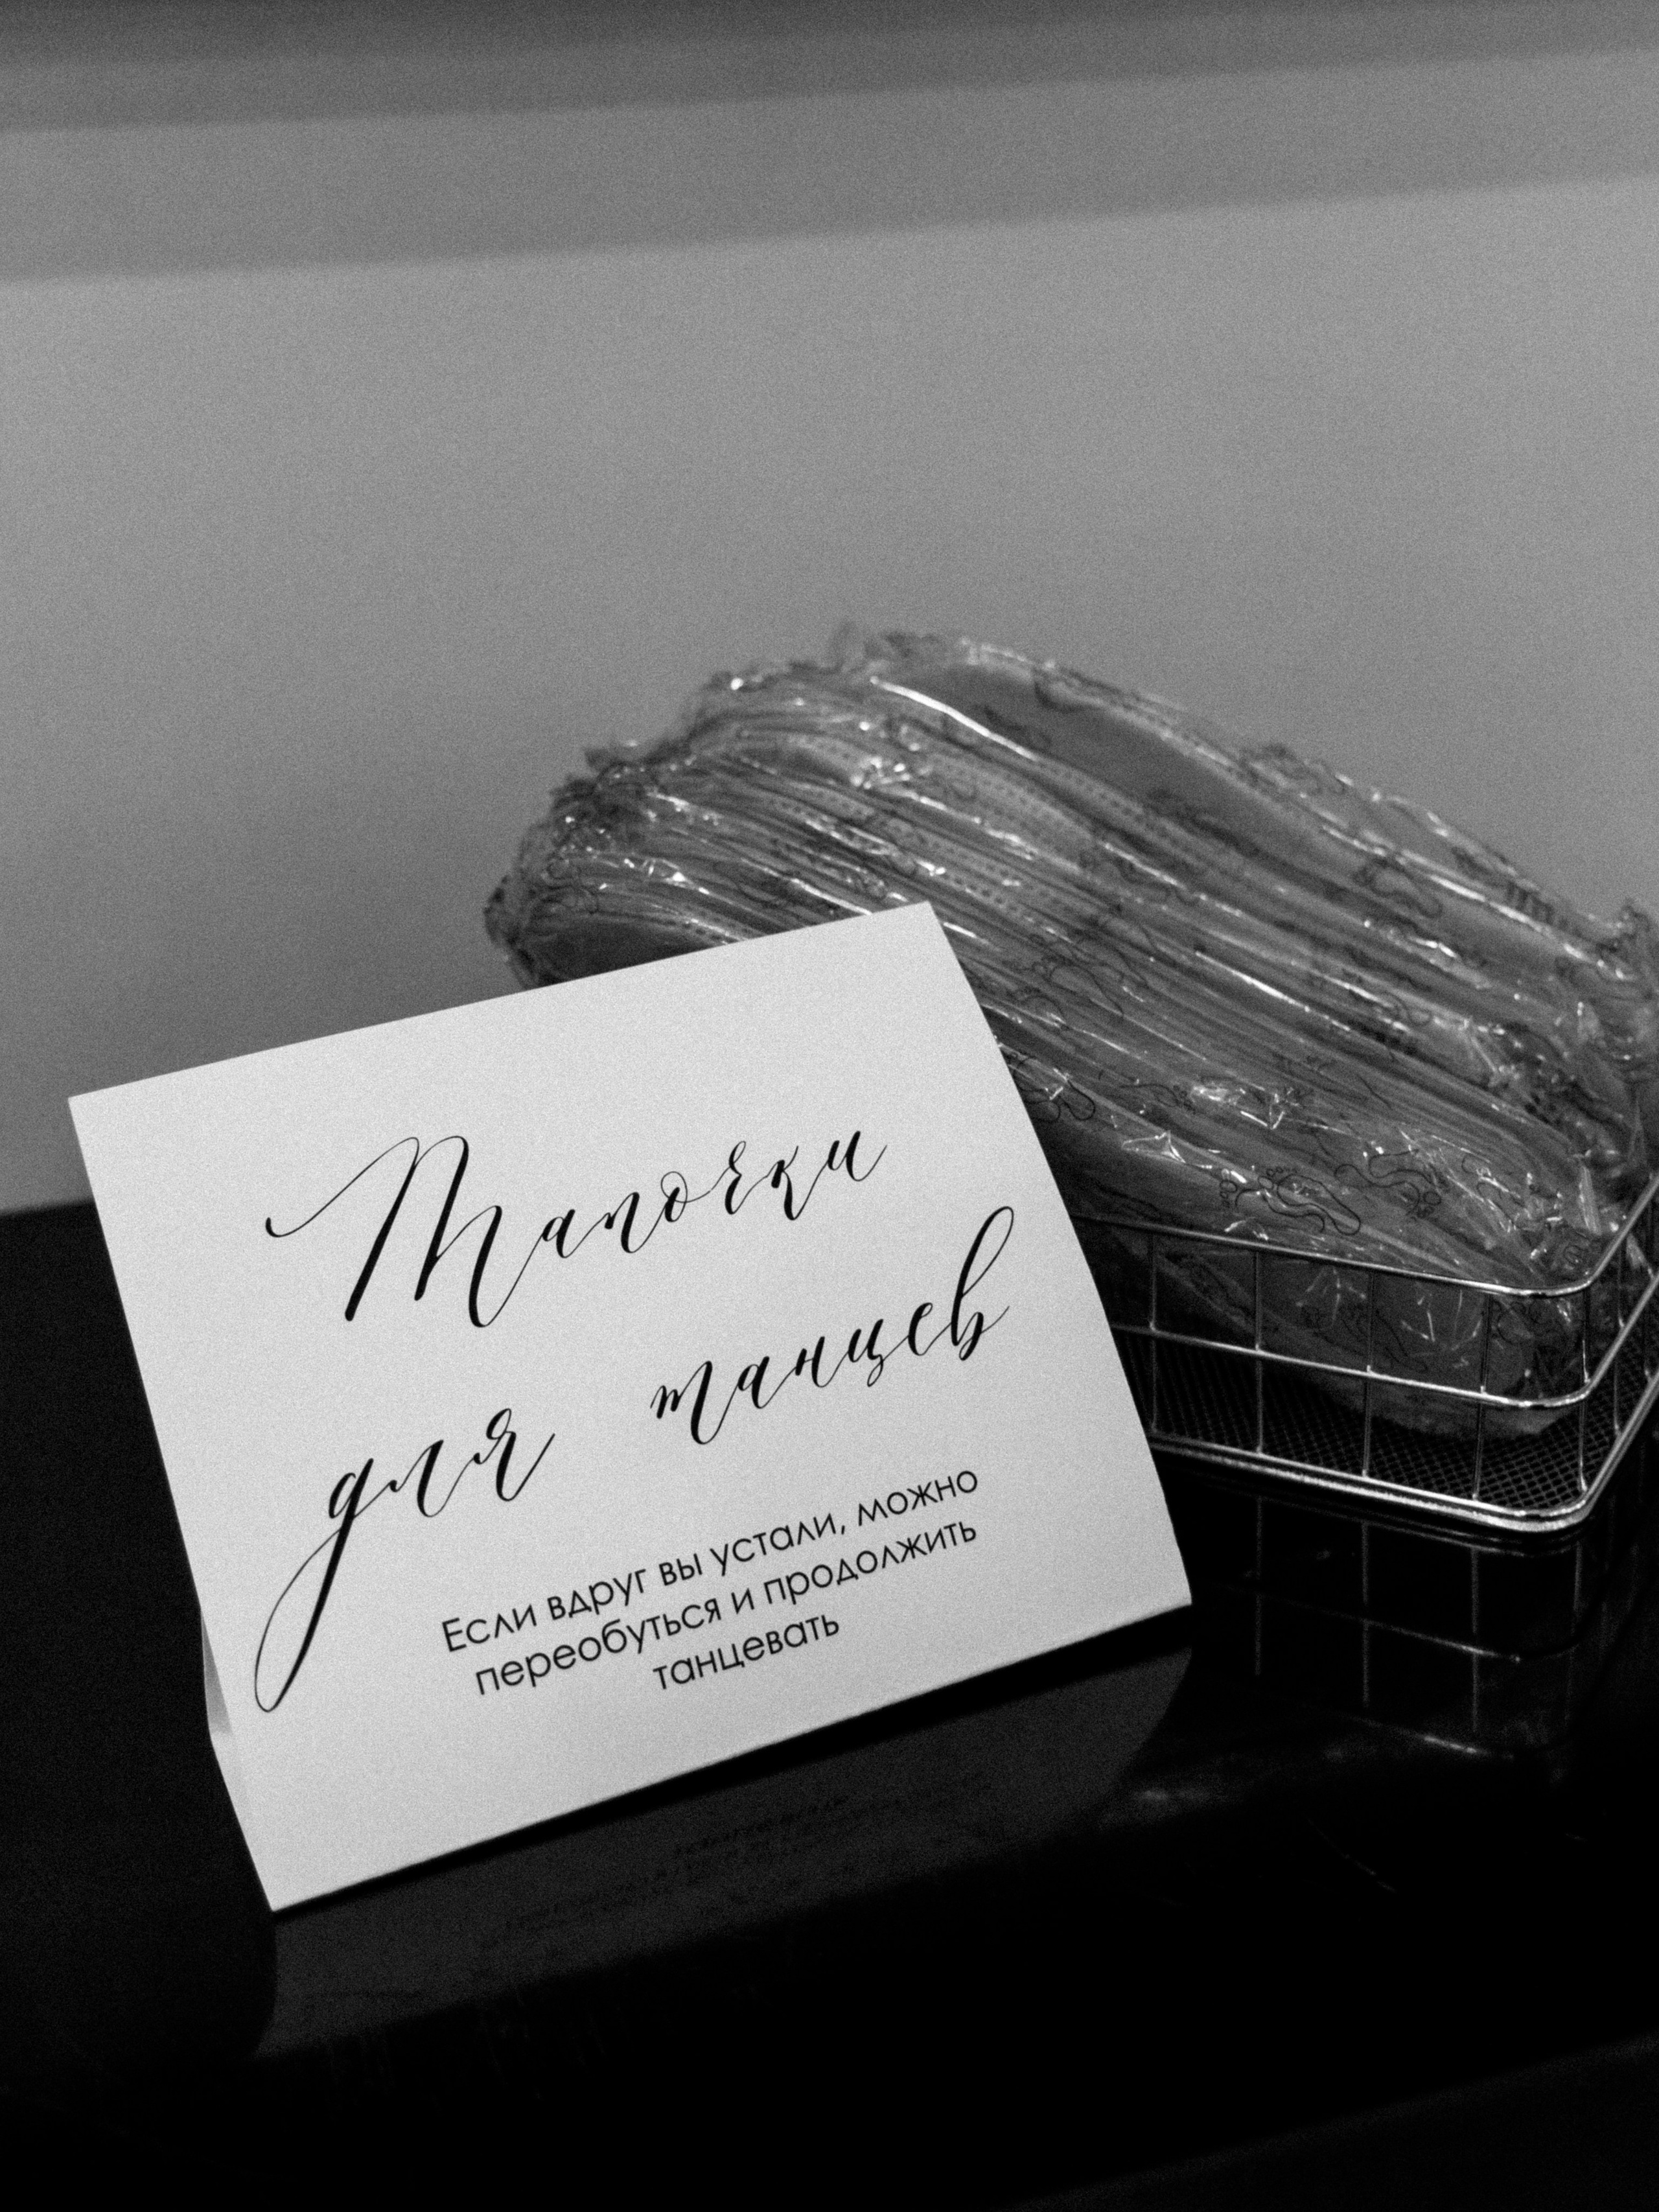 Тапочки
для танцев
Если вдруг вы устали, можно
переобуться и продолжить
танцевать